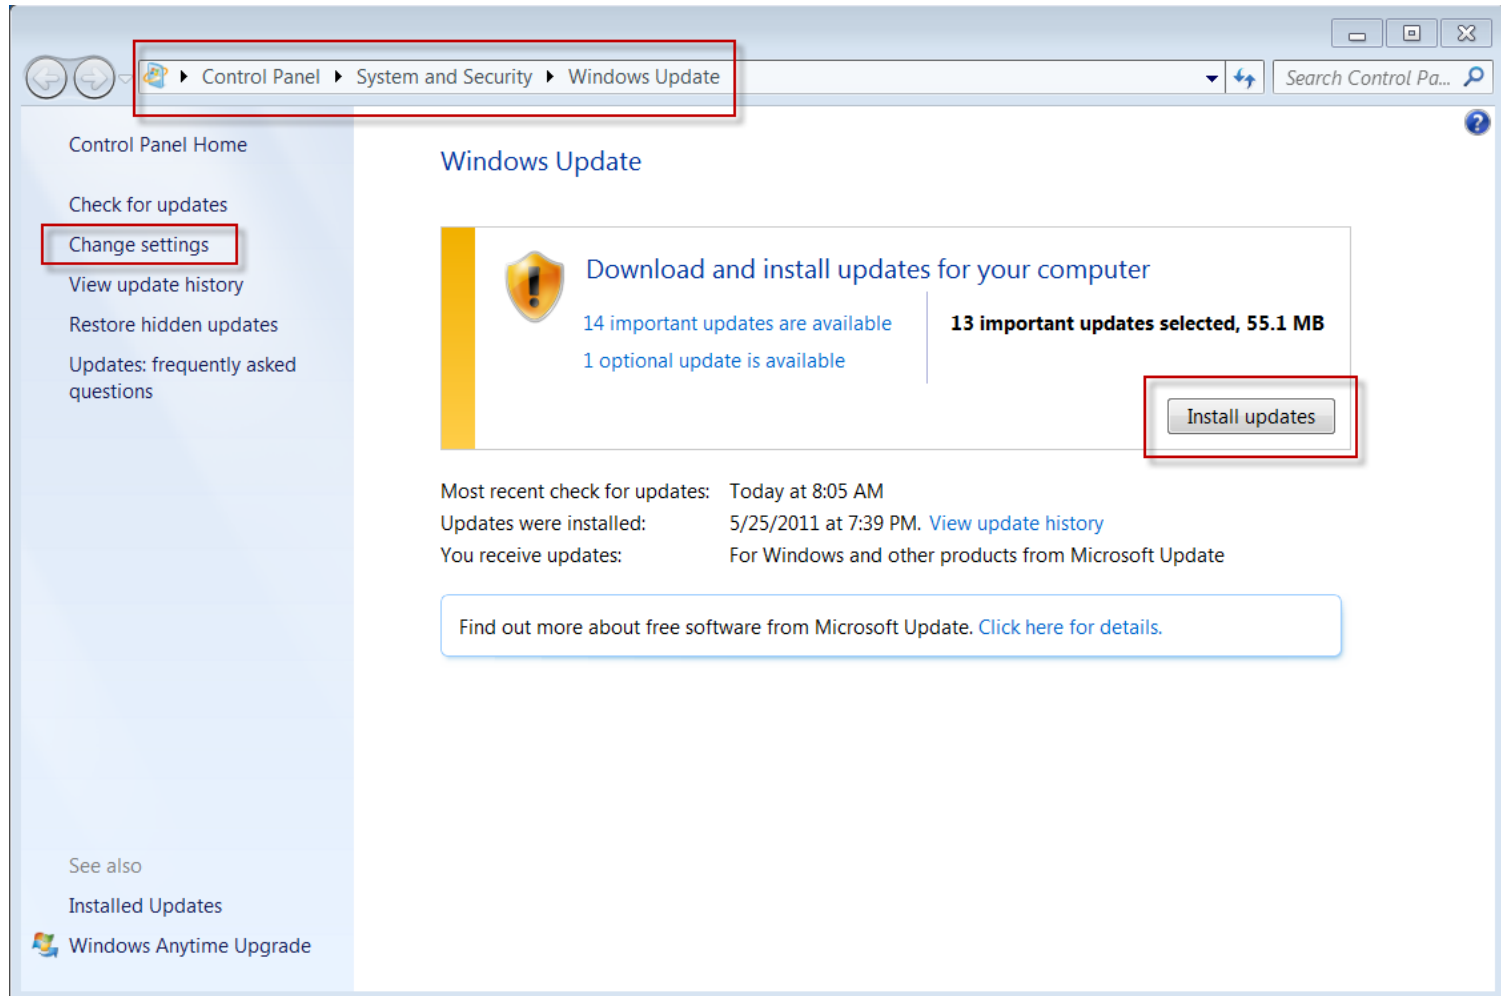 Control Panel System and Security Windows Update
Search Control Pa...
Control Panel Home
Check for updates
Change settings
View update history
Restore hidden updates
Updates: frequently asked
questions
See also
Installed Updates
Windows Anytime Upgrade
Windows Update
Download and install updates for your computer
14 important updates are available
1 optional update is available
13 important updates selected, 55.1 MB
Install updates
Most recent check for updates: Today at 8:05 AM
Updates were installed: 5/25/2011 at 7:39 PM. View update history
You receive updates: For Windows and other products from Microsoft Update
Find out more about free software from Microsoft Update. Click here for details.